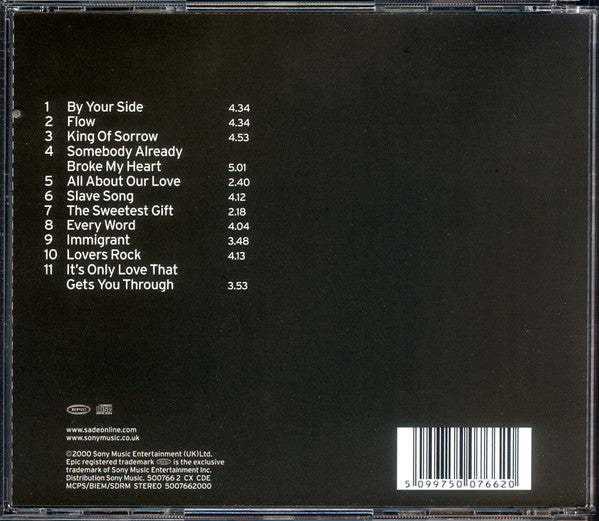 1 By Your Side 4.34
2 Flow 4.34
3 King Of Sorrow 4.53
4 Somebody Already
Broke My Heart 5.01
5 All About Our Love 2.40
6 Slave Song 4.12
7 The Sweetest Gift 2.18
8 Every Word 4.04
9 Immigrant 3.48
10 Lovers Rock 4.13
11 It's Only Love That
Gets You Through 3.53
epic
www.sadeonline.com
www.sonymusic.co.uk
©2000 Sony Music Entertainment (UK)Ltd.
Epic registered trademark epic is the exclusive
trademark of Sony Music Entertainment Inc.
Distribution Sony Music. 500766 2 CX CDE
MCPS/BIEM/SDRM STEREO 5007662000
5 099750 076620